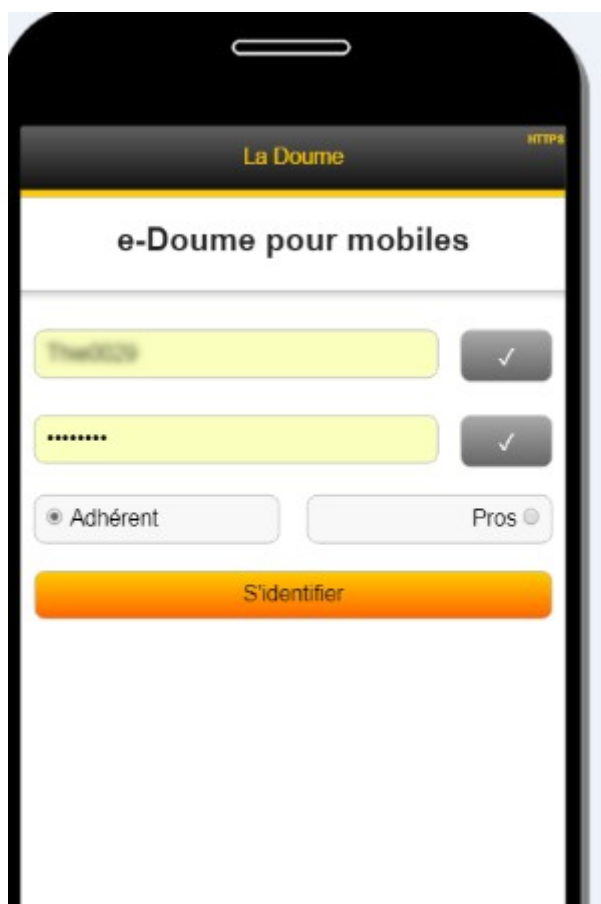 La Doume
HTTPS
e-Doume pour mobiles
✓
••••••••
✓
Adhérent
Pros
S'identifier